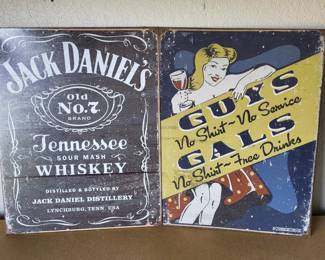 JACK DANIEL'S
Old
No.7
BRAND
Tennessee
SOUR MASH
WHISKEY
DISTILLED & BOTTLED BY
JACK DANIEL DISTILLERY
LYNCHBURG, TENN. USA
GUYS
No Shirt~No Service
GALS
No Shirt~Free Drinks